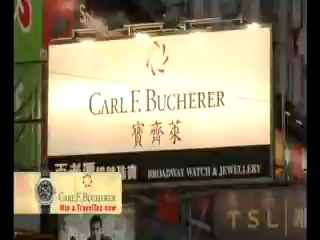 CARL F. BUCHERER
寶齊萊
BROADWAY WATCH & JEWELLERY
TSL
CARL F. BUCHERER
Win a TravelTec now